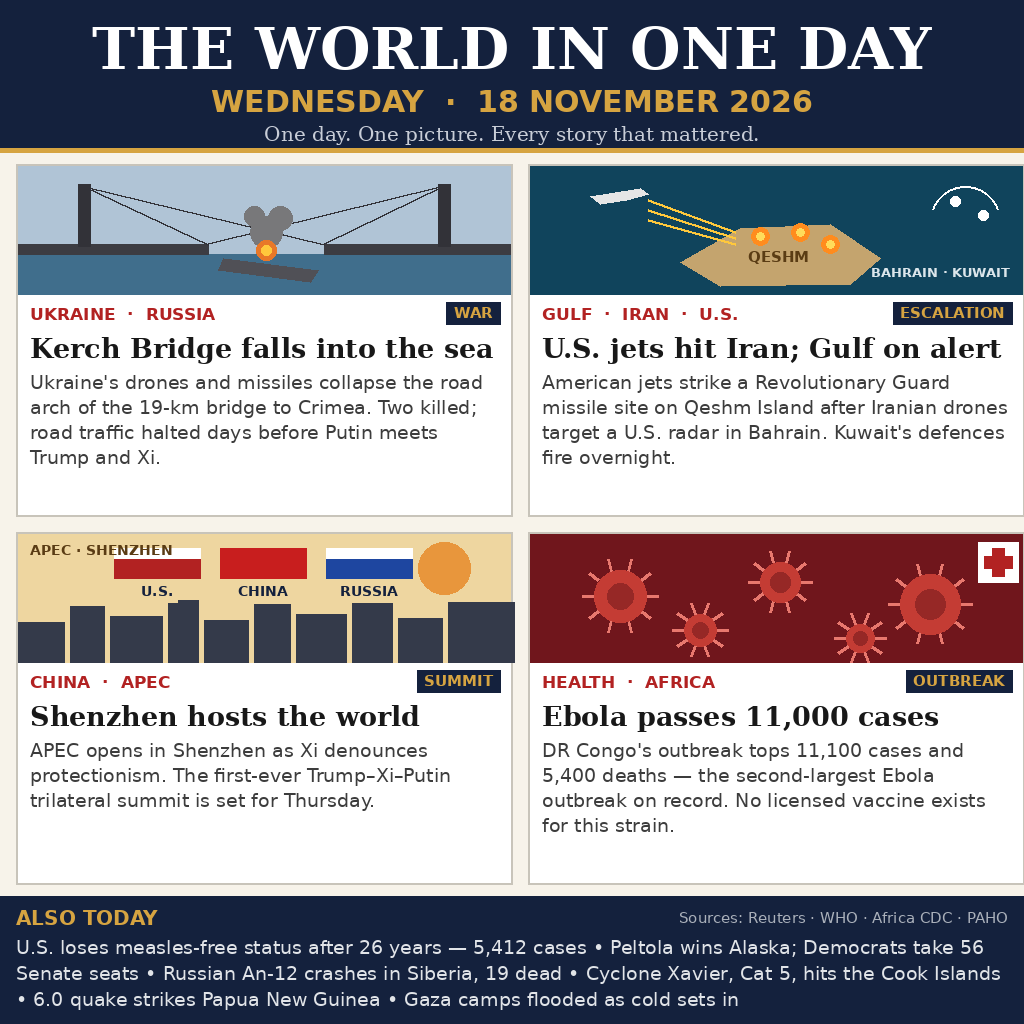 THE WORLD IN ONE DAY
WEDNESDAY · 18 NOVEMBER 2026
One day. One picture. Every story that mattered.
UKRAINE · RUSSIA
WAR
Kerch Bridge falls into the sea
Ukraine's drones and missiles collapse the road
arch of the 19-km bridge to Crimea. Two killed;
road traffic halted days before Putin meets
Trump and Xi.
QESHM
BAHRAIN · KUWAIT
GULF · IRAN · U.S.
ESCALATION
U.S. jets hit Iran; Gulf on alert
American jets strike a Revolutionary Guard
missile site on Qeshm Island after Iranian drones
target a U.S. radar in Bahrain. Kuwait's defences
fire overnight.
APEC · SHENZHEN
U.S.
CHINA
RUSSIA
CHINA · APEC
SUMMIT
Shenzhen hosts the world
APEC opens in Shenzhen as Xi denounces
protectionism. The first-ever Trump–Xi–Putin
trilateral summit is set for Thursday.
HEALTH · AFRICA
OUTBREAK
Ebola passes 11,000 cases
DR Congo's outbreak tops 11,100 cases and
5,400 deaths — the second-largest Ebola
outbreak on record. No licensed vaccine exists
for this strain.
ALSO TODAY
Sources: Reuters · WHO · Africa CDC · PAHO
U.S. loses measles-free status after 26 years — 5,412 cases • Peltola wins Alaska; Democrats take 56
Senate seats • Russian An-12 crashes in Siberia, 19 dead • Cyclone Xavier, Cat 5, hits the Cook Islands
• 6.0 quake strikes Papua New Guinea • Gaza camps flooded as cold sets in